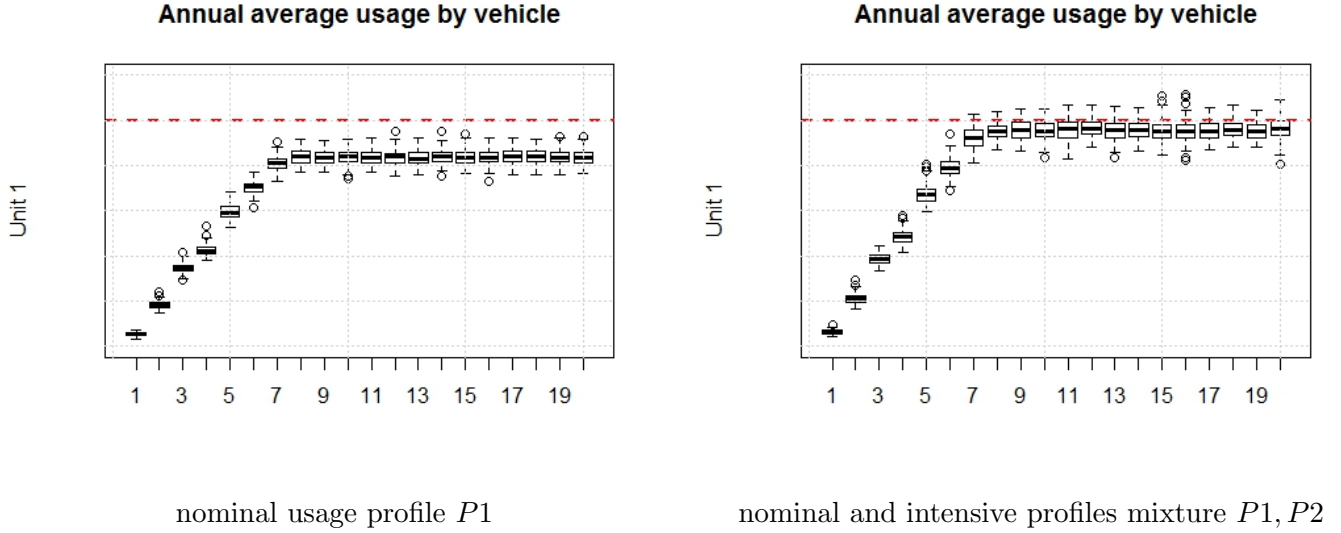 Annual average usage by vehicle
Unit 1
1 3 5 7 9 11 13 15 17 19
nominal usage profile P1
Annual average usage by vehicle
Unit 1
1 3 5 7 9 11 13 15 17 19
nominal and intensive profiles mixture P1, P2